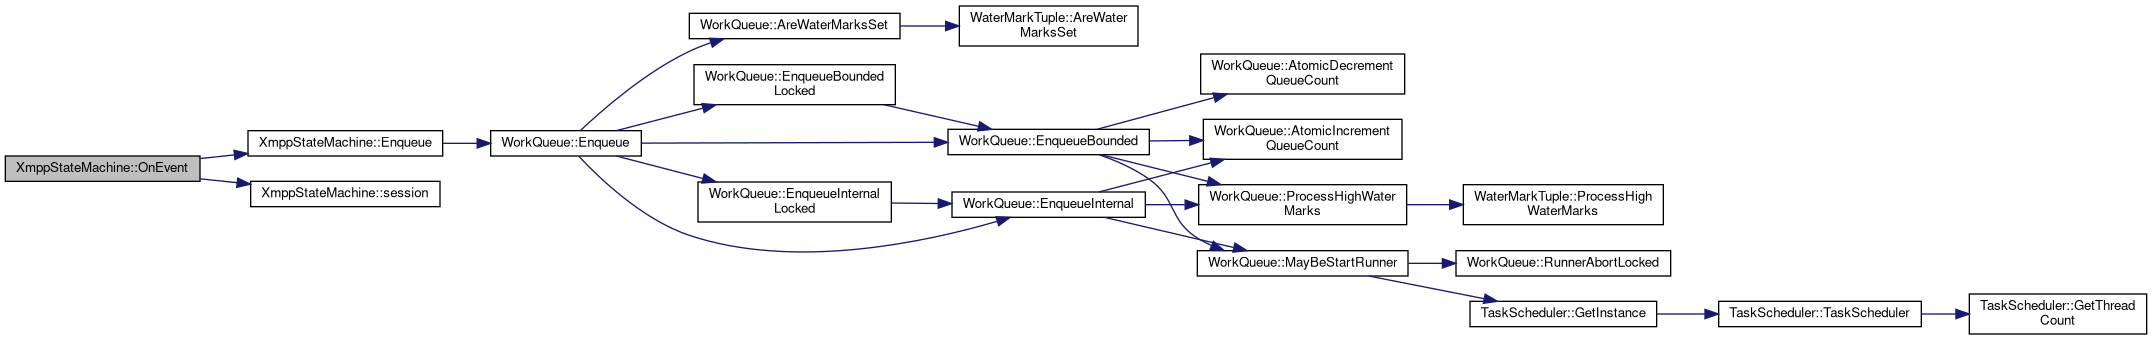 XmppStateMachine::OnEvent
XmppStateMachine::Enqueue
XmppStateMachine::session
WorkQueue::Enqueue
WorkQueue::AreWaterMarksSet
WorkQueue::EnqueueBounded
Locked
WorkQueue::EnqueueInternal
Locked
WaterMarkTuple::AreWater
MarksSet
WorkQueue::EnqueueBounded
WorkQueue::EnqueueInternal
WorkQueue::AtomicDecrement
QueueCount
WorkQueue::AtomicIncrement
QueueCount
WorkQueue::ProcessHighWater
Marks
WorkQueue::MayBeStartRunner
WaterMarkTuple::ProcessHigh
WaterMarks
WorkQueue::RunnerAbortLocked
TaskScheduler::GetInstance
TaskScheduler::TaskScheduler
TaskScheduler::GetThread
Count